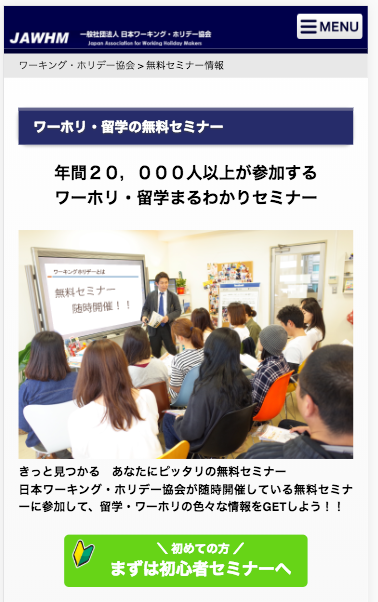 JAWHM 一般社団法人 日本ワーキング・ホリデー協会
Japan Association for Working Holiday Makers
MENU
ワーキング・ホリデー協会 > 無料セミナー情報
ワーホリ・留学の無料セミナー
年間２０，０００人以上が参加する
ワーホリ・留学まるわかりセミナー
ワーキングホリデーとは
無料セミナー
随時開催！！
きっと見つかる　あなたにピッタリの無料セミナー
日本ワーキング・ホリデー協会が随時開催している無料セミナ
ーに参加して、留学・ワーホリの色々な情報をGETしよう！！
＼ 初めての方 ／
まずは初心者セミナーへ